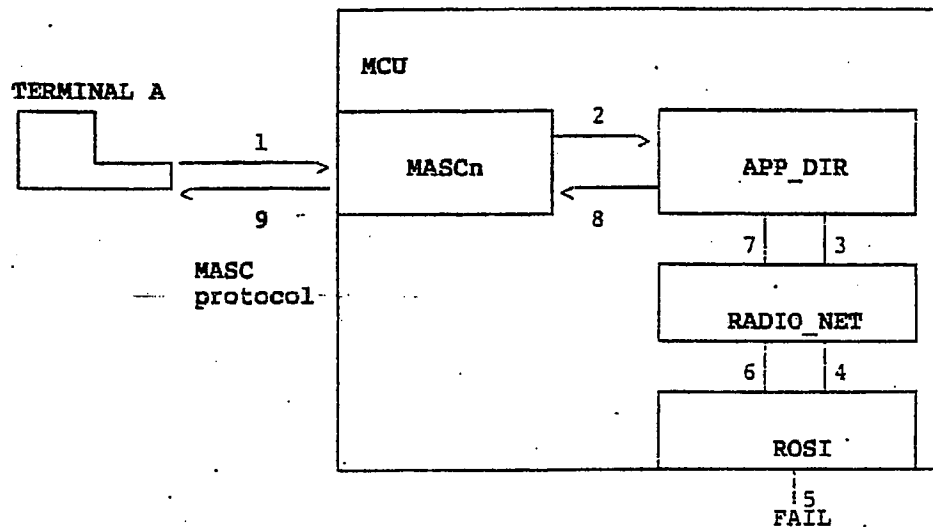 MCU
TERMINAL A
1
2
MASCn
APP_DIR
9
8
7
3
MASC
protocol
RADIO_NET
6
4
ROSI
5
FAIL